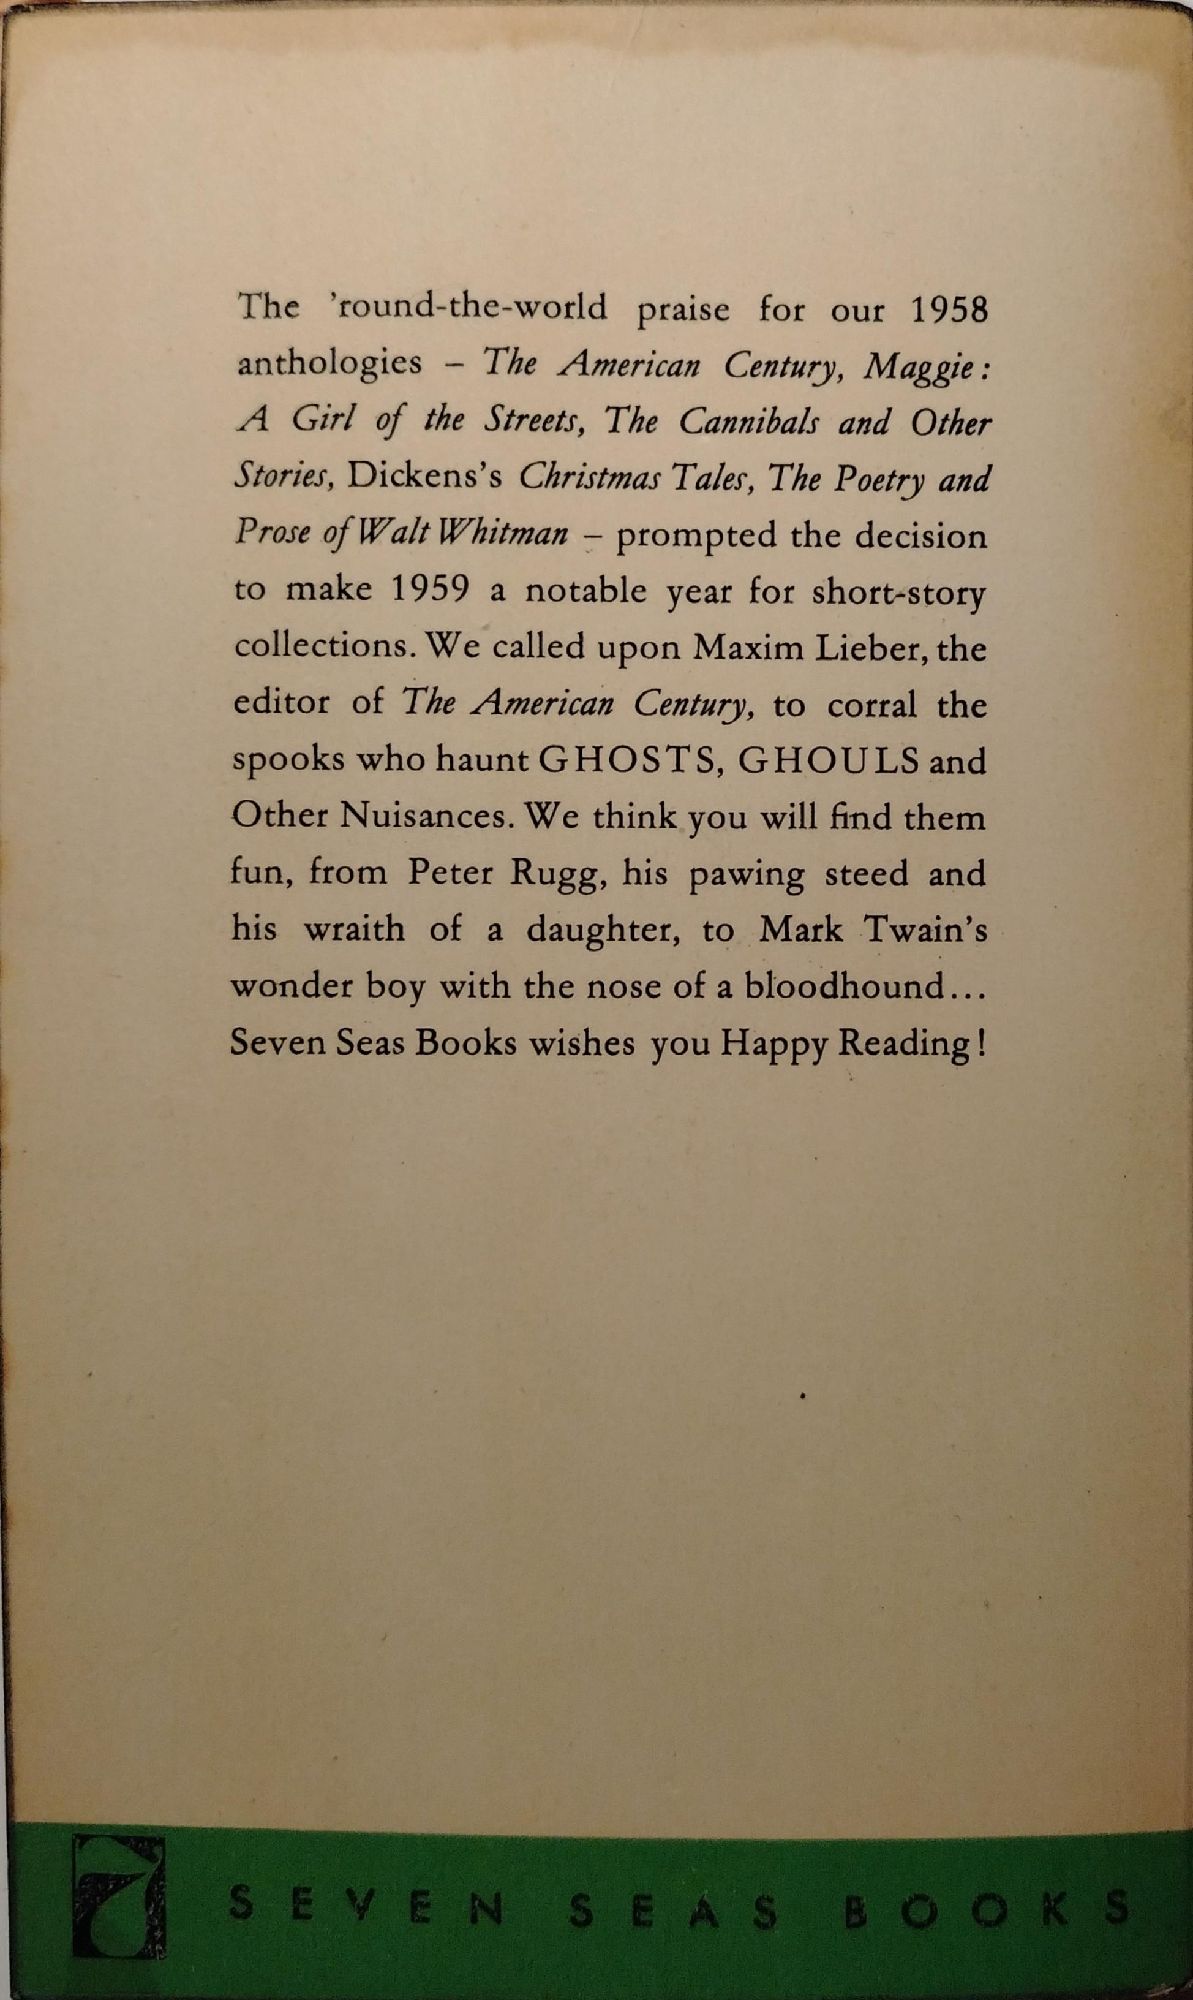 The ’round-the-world praise for our 1958
anthologies – The American Century, Maggie:
A Girl of the Streets, The Cannibals and Other
Stories, Dickens’s Christmas Tales, The Poetry and
Prose of Walt Whitman – prompted the decision
to make 1959 a notable year for short-story
collections. We called upon Maxim Lieber, the
editor of The American Century, to corral the
spooks who haunt GHOSTS, GHOULS and
Other Nuisances. We think you will find them
fun, from Peter Rugg, his pawing steed and
his wraith of a daughter, to Mark Twain’s
wonder boy with the nose of a bloodhound...
Seven Seas Books wishes you Happy Reading!
7 SEVEN SEAS BOOKS